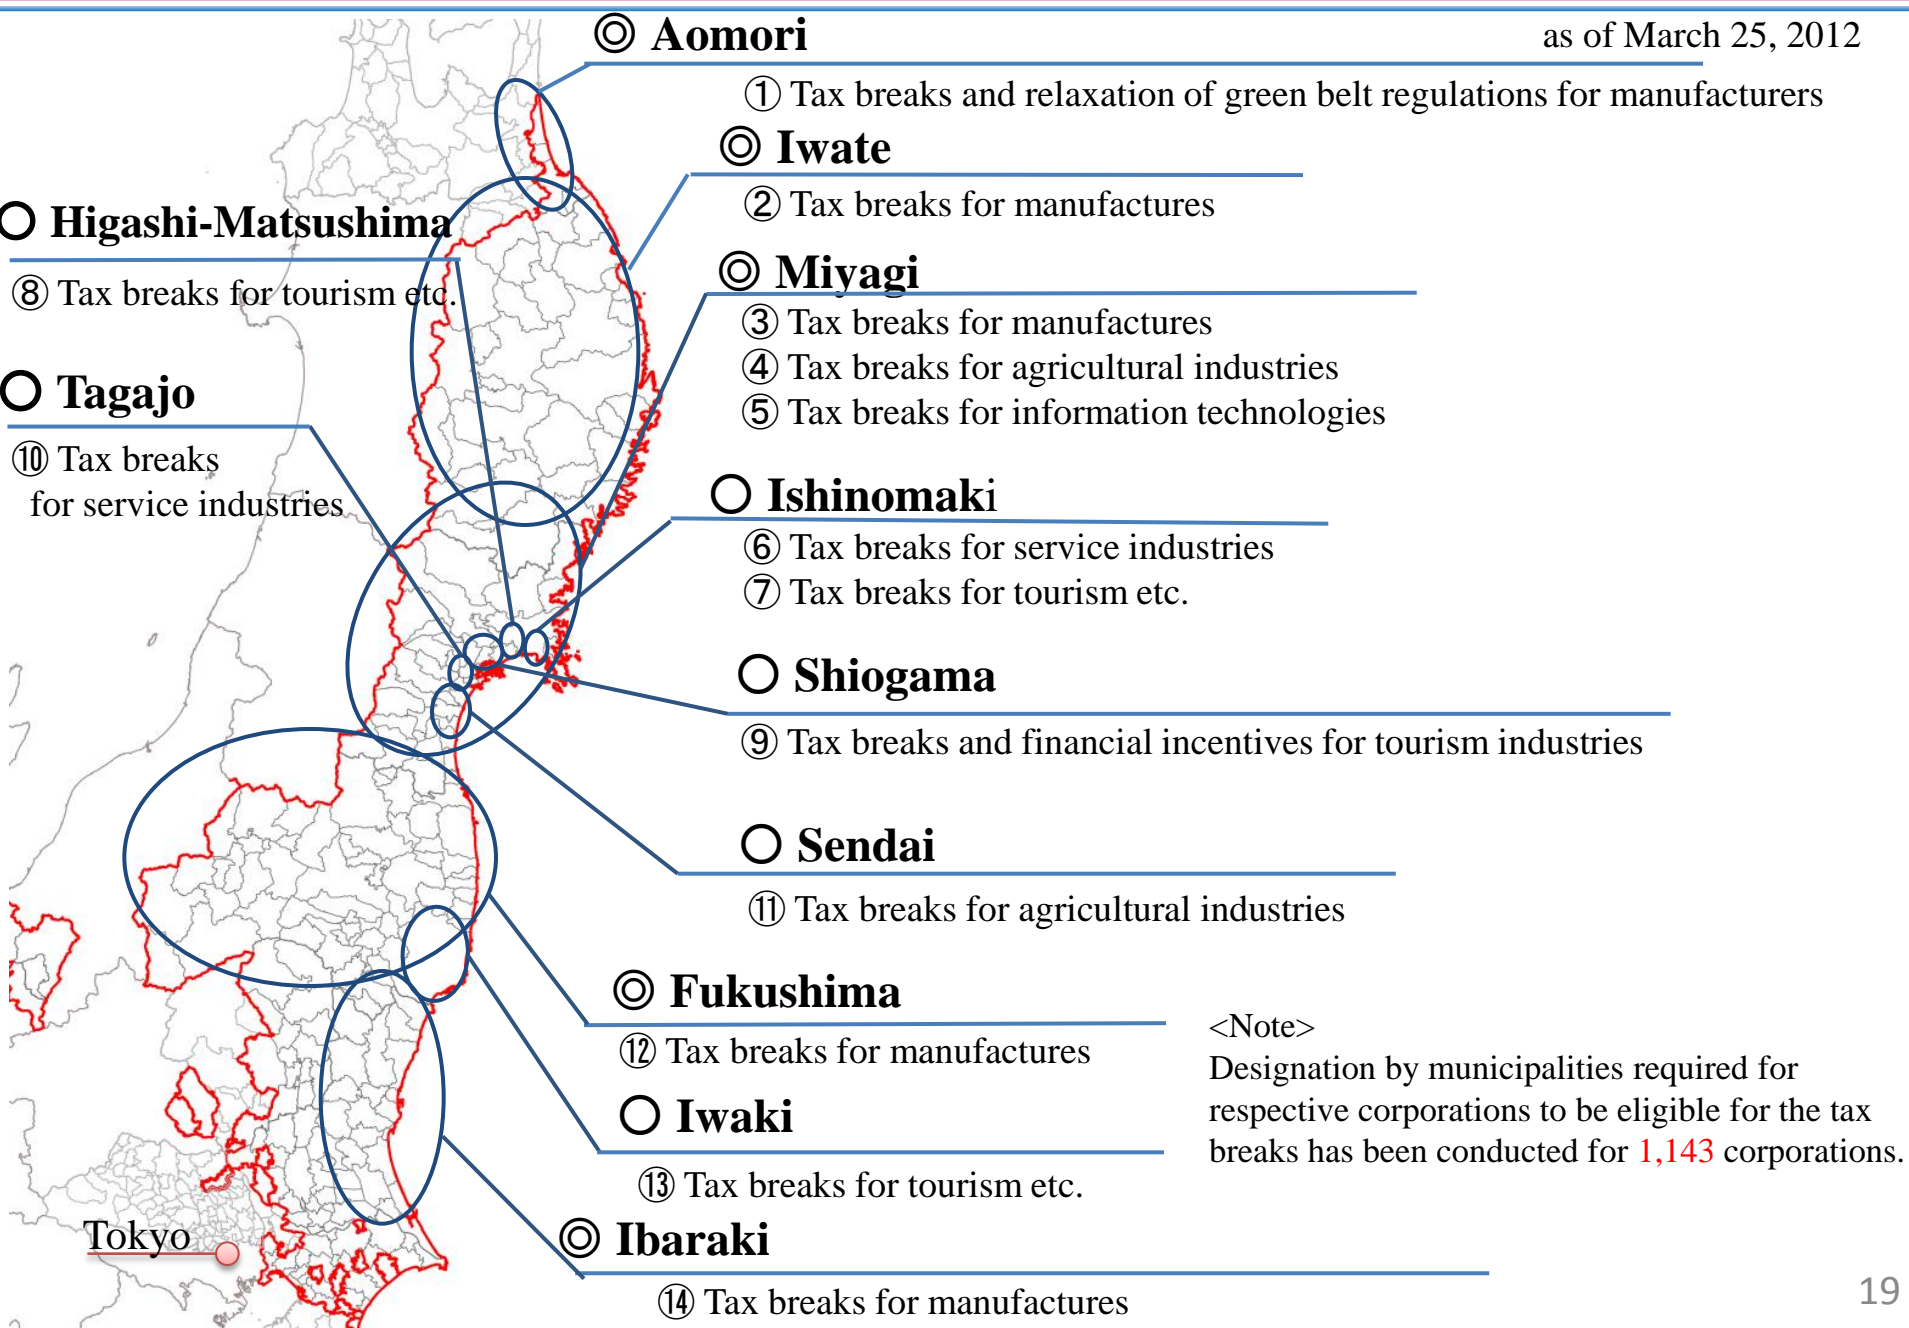 ◎ Aomori
as of March 25, 2012
① Tax breaks and relaxation of green belt regulations for manufacturers
◎ Iwate
② Tax breaks for manufactures
○ Higashi-Matsushima
⑧ Tax breaks for tourism etc.
◎ Miyagi
③ Tax breaks for manufactures
④ Tax breaks for agricultural industries
⑤ Tax breaks for information technologies
○ Tagajo
⑩ Tax breaks
for service industries
○ Ishinomaki
⑥ Tax breaks for service industries
⑦ Tax breaks for tourism etc.
○ Shiogama
⑨ Tax breaks and financial incentives for tourism industries
○ Sendai
⑪ Tax breaks for agricultural industries
◎ Fukushima
⑫ Tax breaks for manufactures
○ Iwaki
⑬ Tax breaks for tourism etc.
<Note>
Designation by municipalities required for
respective corporations to be eligible for the tax
breaks has been conducted for 1,143 corporations.
Tokyo
◎ Ibaraki
⑭ Tax breaks for manufactures
19